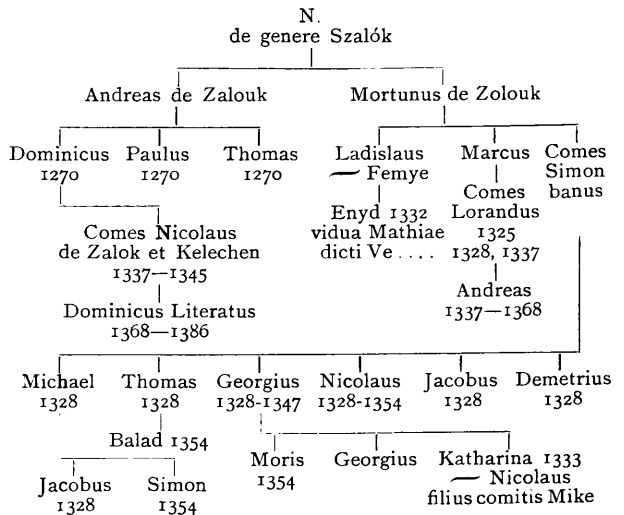 N.
de genere Szalók
Andreas de Zalouk
Mortunus de Zolouk
Dominicus
1270
Paulus
1270
Thomas
1270
Ladislaus
— Femye
Marcus
Comes
Simon
banus
Enyd 1332
vidua Mathiae
dicti Ve ....
Comes
Lorandus
1325
1328, 1337
Comes Nicolaus
de Zalok et Kelechen
1337—1345
Andreas
1337—1368
Dominicus Literatus
1368—1386
Michael
1328
Thomas
1328
Georgius
1328-1347
Nicolaus
1328-1354
Jacobus
1328
Demetrius
1328
Balad 1354
Jacobus
1328
Simon
1354
Moris
1354
Georgius
Katharina 1333
— Nicolaus
filius comitis Mike